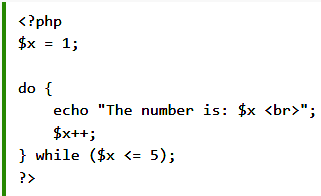 <?php
$x = 1;

do {
    echo "The number is: $x <br>";
    $x++;
} while ($x <= 5);
?>